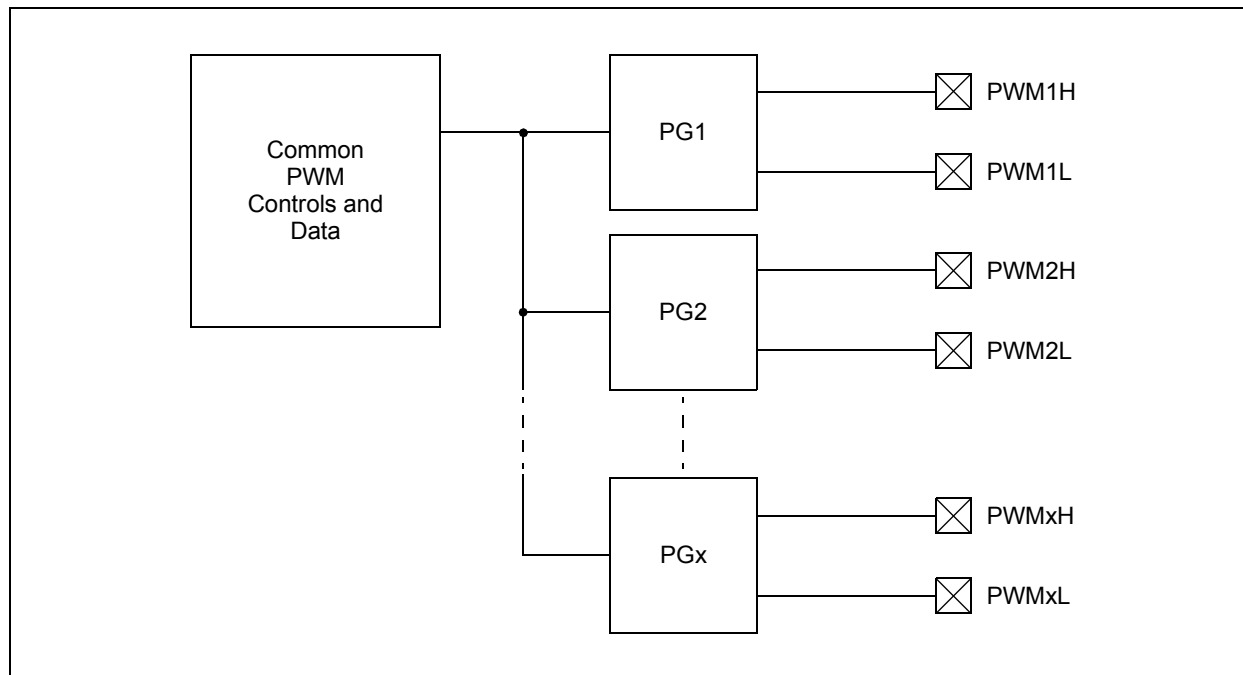 Common
PWM
Controls and
Data
PG1
PWM1H
PWM1L
PG2
PWM2H
PWM2L
PGx
PWMxH
PWMxL